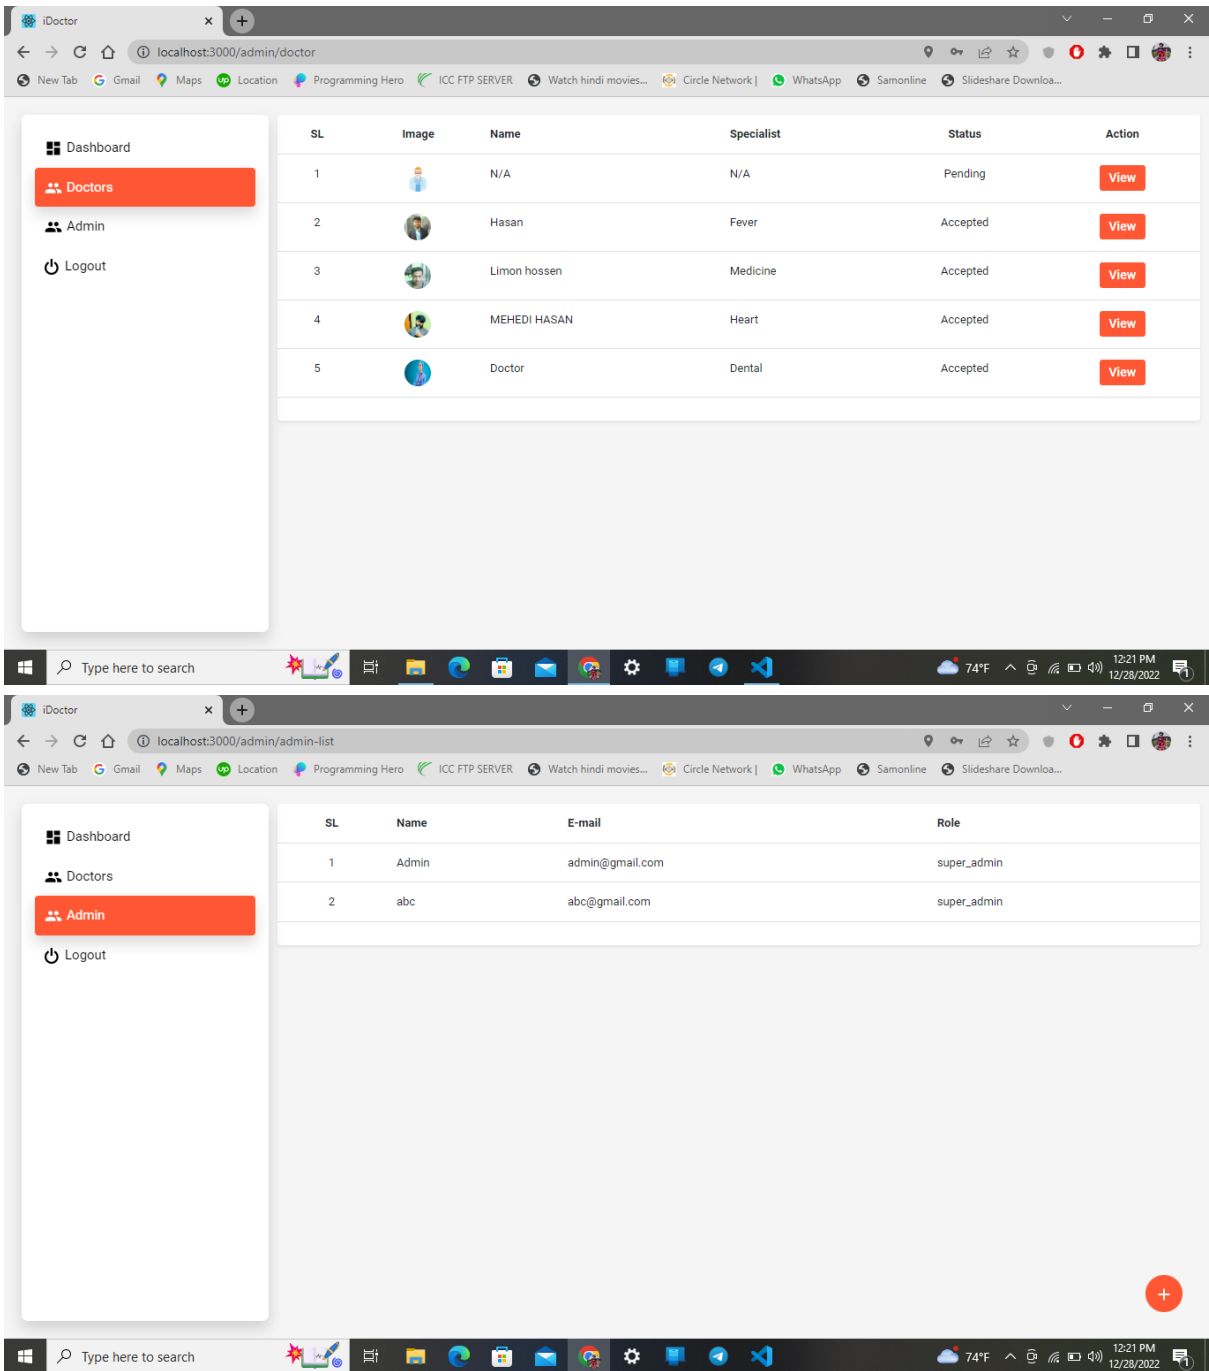 iDoctor
localhost:3000/admin/doctor
New Tab Gmail Maps Location Programming Hero ICC FTP SERVER Watch hindi movies... Circle Network | WhatsApp Samonline Slideshare Downloa...
Dashboard
Doctors
Admin
Logout
SL Image Name Specialist Status Action
1 N/A N/A Pending View
2 Hasan Fever Accepted View
3 Limon hossen Medicine Accepted View
4 MEHEDI HASAN Heart Accepted View
5 Doctor Dental Accepted View
Type here to search 74°F 12:21 PM
12/28/2022 1
iDoctor
localhost:3000/admin/admin-list
New Tab Gmail Maps Location Programming Hero ICC FTP SERVER Watch hindi movies... Circle Network | WhatsApp Samonline Slideshare Downloa...
Dashboard
Doctors
Admin
Logout
SL Name E-mail Role
1 Admin admin@gmail.com super_admin
2 abc abc@gmail.com super_admin
+
Type here to search 74°F 12:21 PM
12/28/2022 1